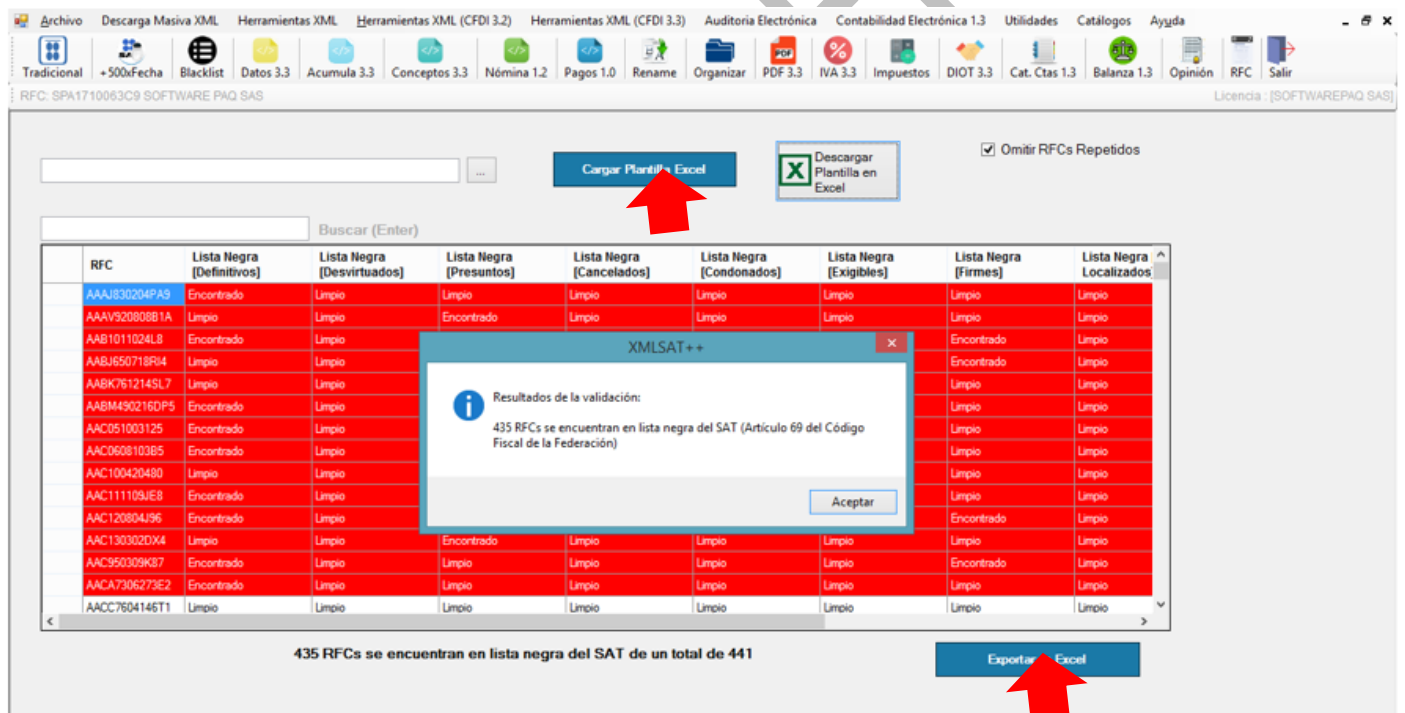 Archivo Descarga Masiva XML Herramientas XML Herramientas XML (CFDI 3.2) Herramientas XML (CFDI 3.3) Auditoria Electrónica Contabilidad Electrónica 1.3 Utilidades Catálogos Ayuda
Tradicional +500xFecha Blacklist Datos 3.3 Acumula 3.3 Conceptos 3.3 Nómina 1.2 Pagos 1.0 Rename Organizar PDF 3.3 IVA 3.3 Impuestos DIOT 3.3 Cat. Ctas 1.3 Balanza 1.3 Opinión RFC Salir
RFC: SPA1710063C9 SOFTWARE PAQ SAS Licencia : [SOFTWAREPAQ SAS]
Omitir RFCs Repetidos
... Cargar Plantilla Excel
Descargar
Plantilla en
Excel
Buscar (Enter)
RFC Lista Negra [Definitivos] Lista Negra [Desvirtuados] Lista Negra [Presuntos] Lista Negra [Cancelados] Lista Negra [Condonados] Lista Negra [Exigibles] Lista Negra [Firmes] Lista Negra Localizados
AAAJ830204PA9 Encontrado Limpio Limpio Limpio Limpio Limpio Limpio Limpio
AAAV920808B1A Limpio Limpio Encontrado Limpio Limpio Limpio Limpio Limpio
AAB1011024L8 Encontrado Limpio Encontrado Limpio
AABJ650718RI4 Limpio Limpio Encontrado Limpio
AABK761214SL7 Limpio Limpio Limpio Limpio
AABM490216DP5 Encontrado Limpio Limpio Limpio
AAC051003125 Encontrado Limpio Limpio Limpio
AAC0608103B5 Encontrado Limpio Limpio Limpio
AAC100420480 Limpio Limpio Limpio Limpio
AAC111109JE8 Encontrado Limpio Limpio Limpio
AAC120804J96 Encontrado Limpio Encontrado Limpio
AAC130302DX4 Limpio Limpio Encontrado Limpio Limpio Limpio Limpio Limpio
AAC950309K87 Encontrado Limpio Limpio Limpio Limpio Limpio Encontrado Limpio
AACA7306273E2 Encontrado Limpio Limpio Limpio Limpio Limpio Limpio Limpio
AACC7604146T1 Limpio Limpio Limpio Limpio Limpio Limpio Limpio Limpio
XMLSAT++
Resultados de la validación:
435 RFCs se encuentran en lista negra del SAT (Artículo 69 del Código
Fiscal de la Federación)
Aceptar
435 RFCs se encuentran en lista negra del SAT de un total de 441
Exportar Excel